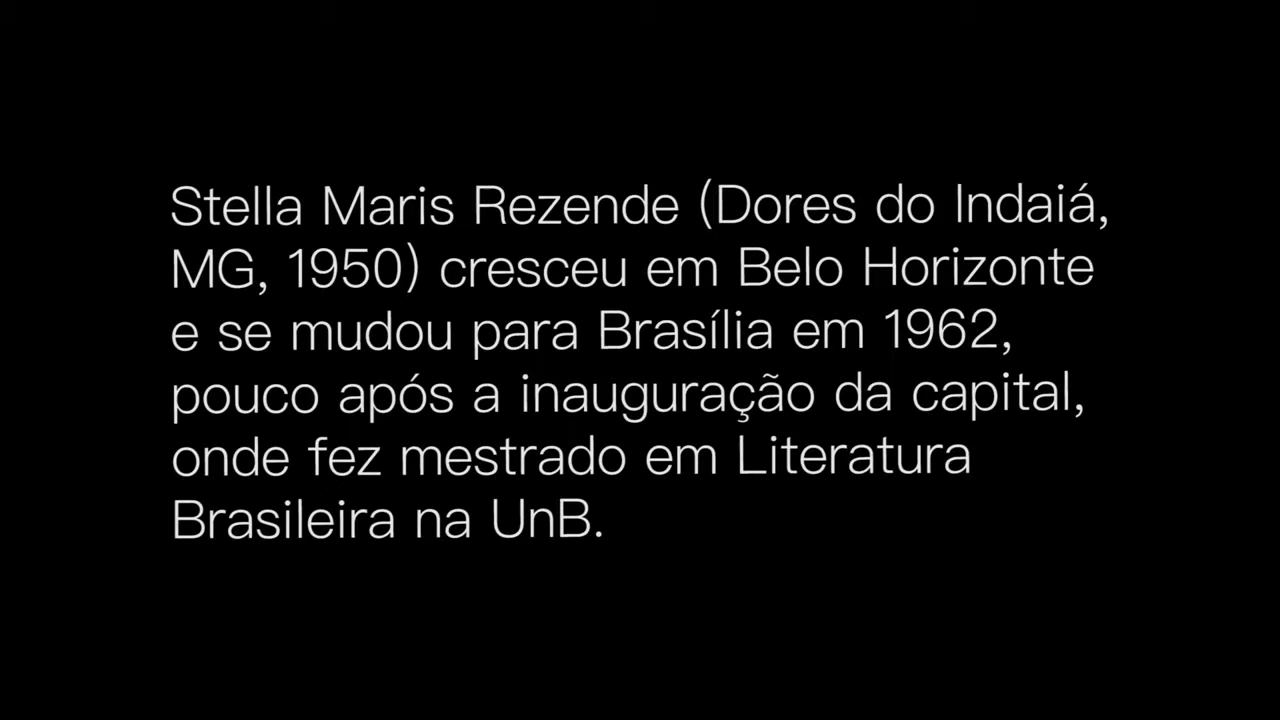 Stella Maris Rezende (Dores do Indaiá,
MG, 1950) cresceu em Belo Horizonte
e se mudou para Brasília em 1962,
pouco após a inauguração da capital,
onde fez mestrado em Literatura
Brasileira na UnB.